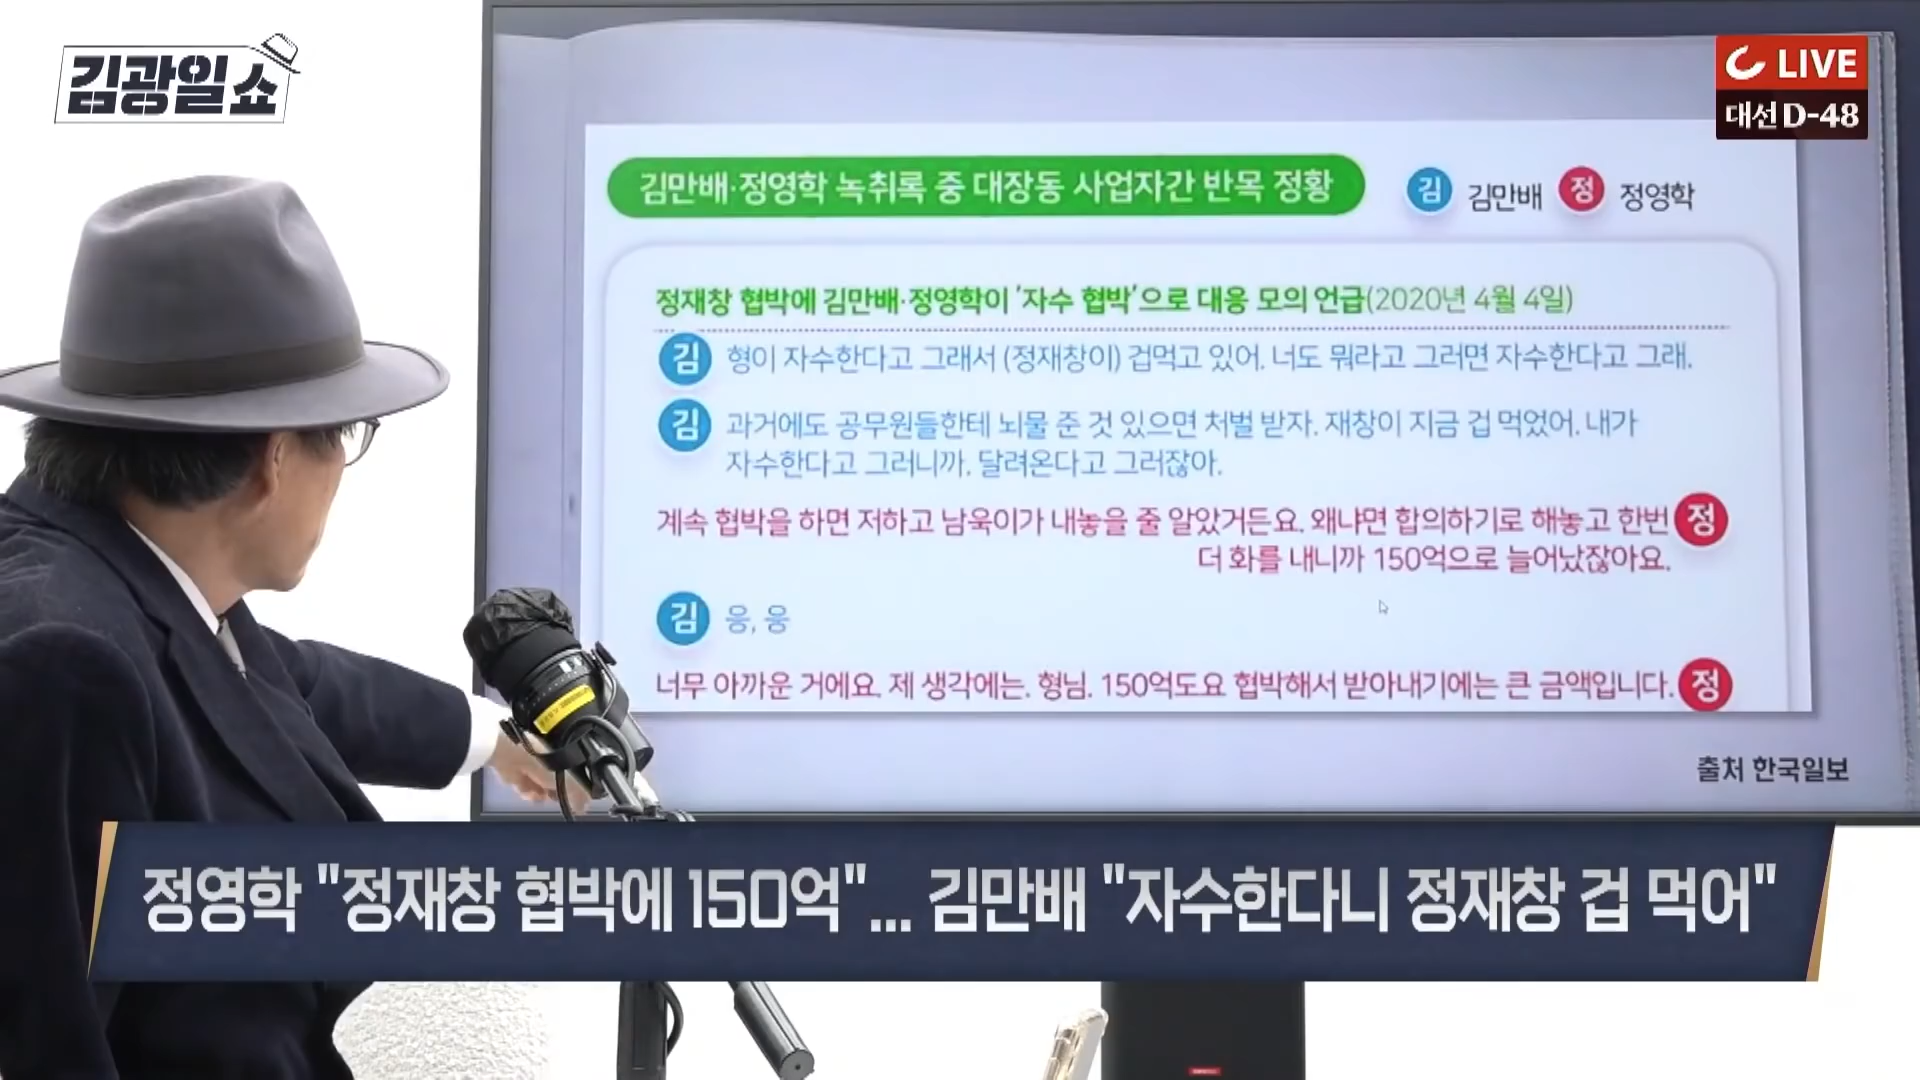 김광일쇼
LIVE
대선 D-48
김만배·정영학 녹취록 중 대장동 사업자간 반목 정황
김 김만배 정 정영학
정재창 협박에 김만배·정영학이 '자수 협박'으로 대응 모의 언급(2020년 4월 4일)
김 형이 자수한다고 그래서 (정재창이) 겁먹고 있어. 너도 뭐라고 그러면 자수한다고 그래.
김 과거에도 공무원들한테 뇌물 준 것 있으면 처벌 받자. 재창이 지금 겁 먹었어. 내가
자수한다고 그러니까, 달려온다고 그러잖아.
계속 협박을 하면 저하고 남욱이가 내놓을 줄 알았거든요. 왜냐면 합의하기로 해놓고 한번 정
더 화를 내니까 150억으로 늘어났잖아요.
김 응, 응
너무 아까운 거에요. 제 생각에는. 형님. 150억도요 협박해서 받아내기에는 큰 금액입니다. 정
출처 한국일보
정영학 "정재창 협박에 150억"... 김만배 "자수한다니 정재창 겁 먹어"